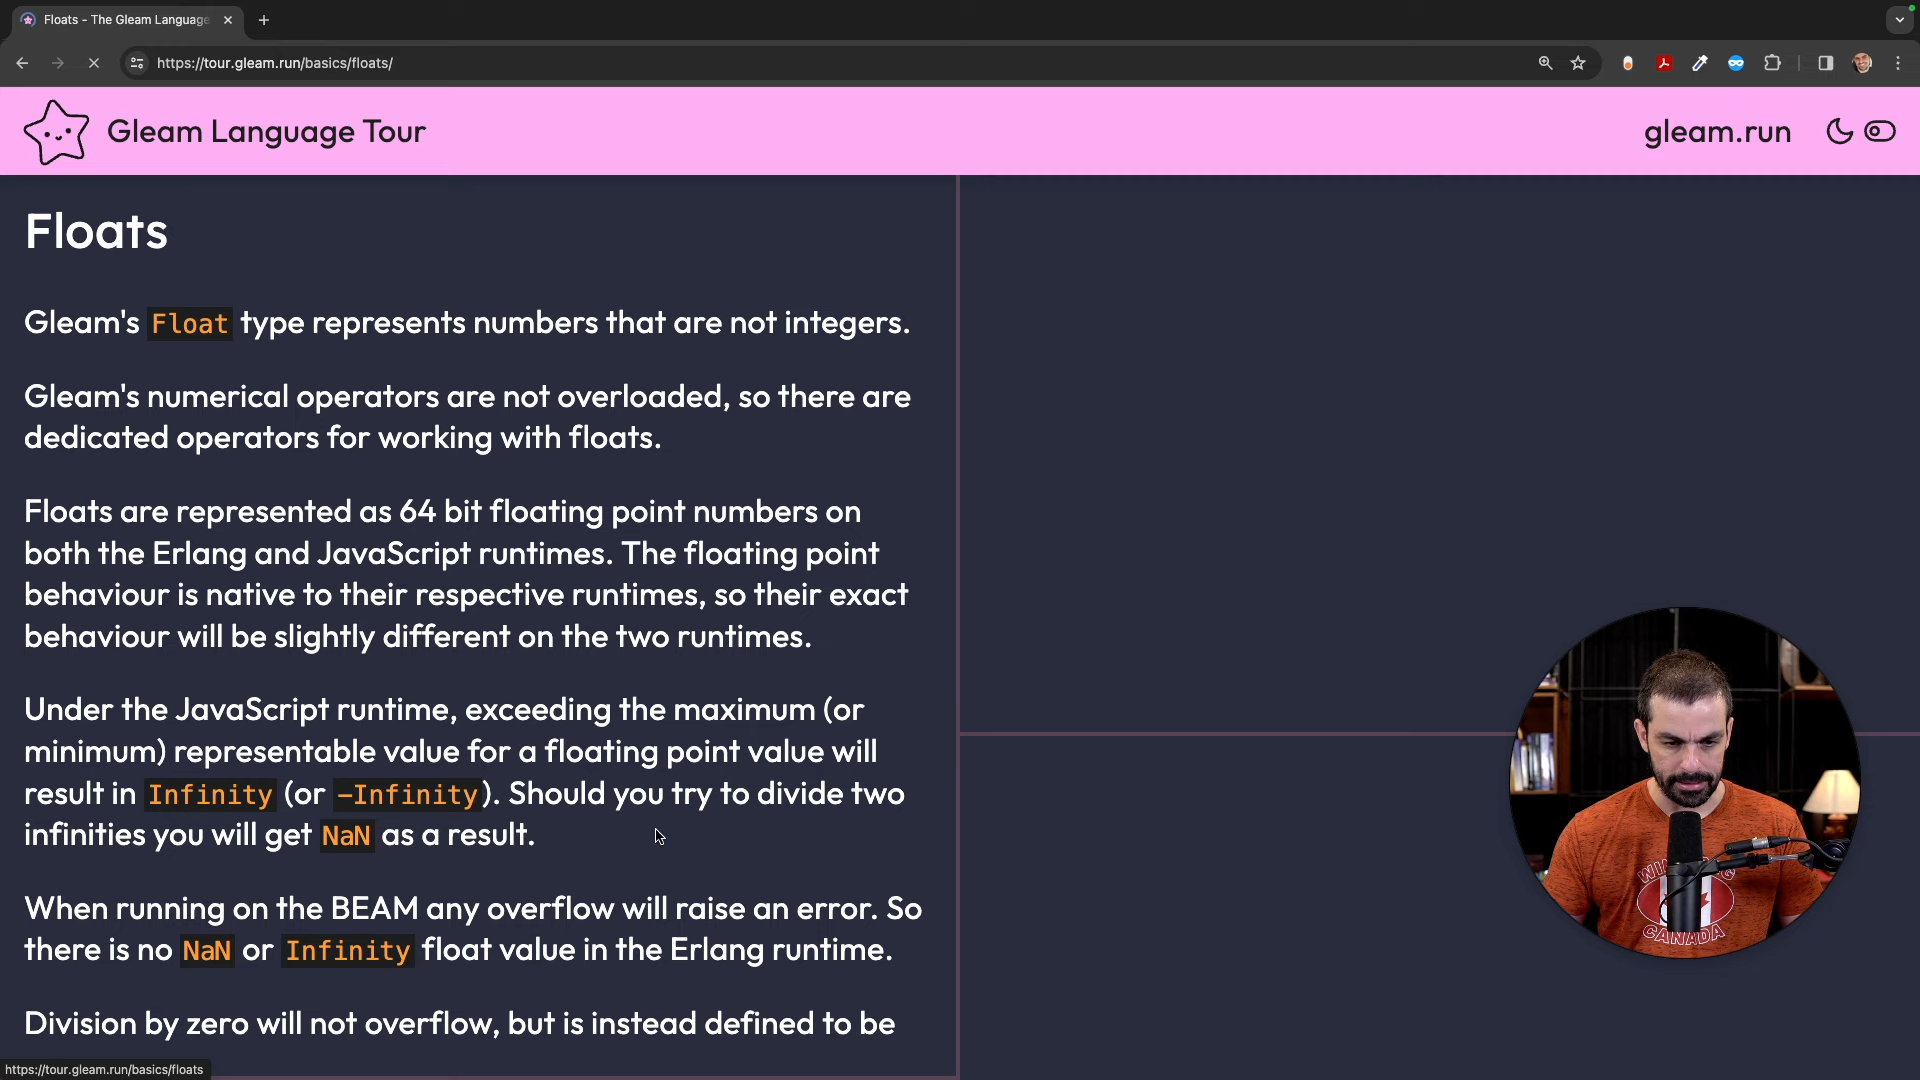 Floats - The Gleam Language
https://tour.gleam.run/basics/floats/
Gleam Language Tour
gleam.run
Floats
Gleam's Float type represents numbers that are not integers.
Gleam's numerical operators are not overloaded, so there are
dedicated operators for working with floats.
Floats are represented as 64 bit floating point numbers on
both the Erlang and JavaScript runtimes. The floating point
behaviour is native to their respective runtimes, so their exact
behaviour will be slightly different on the two runtimes.
Under the JavaScript runtime, exceeding the maximum (or
minimum) representable value for a floating point value will
result in Infinity (or -Infinity). Should you try to divide two
infinities you will get NaN as a result.
When running on the BEAM any overflow will raise an error. So
there is no NaN or Infinity float value in the Erlang runtime.
Division by zero will not overflow, but is instead defined to be
https://tour.gleam.run/basics/floats
CANADA